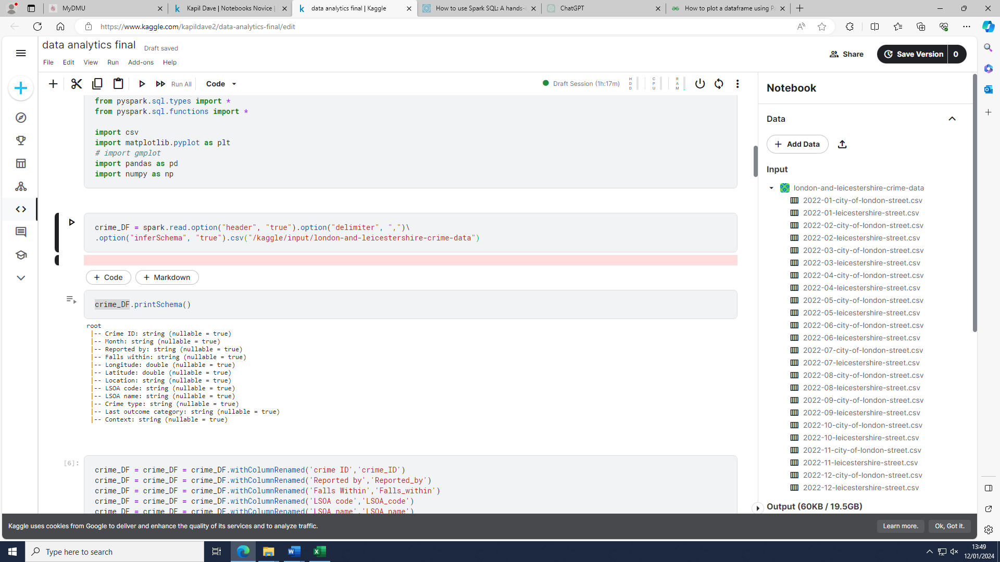 MyDMU
Kapil Dave | Notebooks Novice |
data analytics final | Kaggle
How to use Spark SQL: A hands-
ChatGPT
How to plot a dataframe using
https://www.kaggle.com/kapildave2/data-analytics-final/edit
data analytics final
Draft saved
File Edit View Run Add-ons Help
Share
Save Version 0
Run All
Code
Draft Session (1h:17m)
HDD
CPU
RAM
from pyspark.sql.types import *
from pyspark.sql.functions import *
import csv
import matplotlib.pyplot as plt
# import gmplot
import pandas as pd
import numpy as np
crime_DF = spark.read.option("header", "true").option("delimiter", ",")\
.option("inferSchema", "true").csv("/kaggle/input/london-and-leicestershire-crime-data")
+ Code
+ Markdown
crime_DF.printSchema()
root
|-- Crime ID: string (nullable = true)
|-- Month: string (nullable = true)
|-- Reported by: string (nullable = true)
|-- Falls within: string (nullable = true)
|-- Longitude: double (nullable = true)
|-- Latitude: double (nullable = true)
|-- Location: string (nullable = true)
|-- LSOA code: string (nullable = true)
|-- LSOA name: string (nullable = true)
|-- Crime type: string (nullable = true)
|-- Last outcome category: string (nullable = true)
|-- Context: string (nullable = true)
[6]:
crime_DF = crime_DF = crime_DF.withColumnRenamed('crime ID','crime_ID')
crime_DF = crime_DF = crime_DF.withColumnRenamed('Reported by','Reported_by')
crime_DF = crime_DF = crime_DF.withColumnRenamed('Falls Within','Falls_within')
crime_DF = crime_DF = crime_DF.withColumnRenamed('LSOA code','LSOA_code')
crime_DF = crime_DF = crime_DF.withColumnRenamed('LSOA name','LSOA_name')
Notebook
Data
+ Add Data
Input
london-and-leicestershire-crime-data
2022-01-city-of-london-street.csv
2022-01-leicestershire-street.csv
2022-02-city-of-london-street.csv
2022-02-leicestershire-street.csv
2022-03-city-of-london-street.csv
2022-03-leicestershire-street.csv
2022-04-city-of-london-street.csv
2022-04-leicestershire-street.csv
2022-05-city-of-london-street.csv
2022-05-leicestershire-street.csv
2022-06-city-of-london-street.csv
2022-06-leicestershire-street.csv
2022-07-city-of-london-street.csv
2022-07-leicestershire-street.csv
2022-08-city-of-london-street.csv
2022-08-leicestershire-street.csv
2022-09-city-of-london-street.csv
2022-09-leicestershire-street.csv
2022-10-city-of-london-street.csv
2022-10-leicestershire-street.csv
2022-11-city-of-london-street.csv
2022-11-leicestershire-street.csv
2022-12-city-of-london-street.csv
2022-12-leicestershire-street.csv
Output (60KB / 19.5GB)
Kaggle uses cookies from Google to deliver and enhance the quality of its services and to analyze traffic.
Learn more.
Ok, Got it.
Type here to search
13:49
12/01/2024